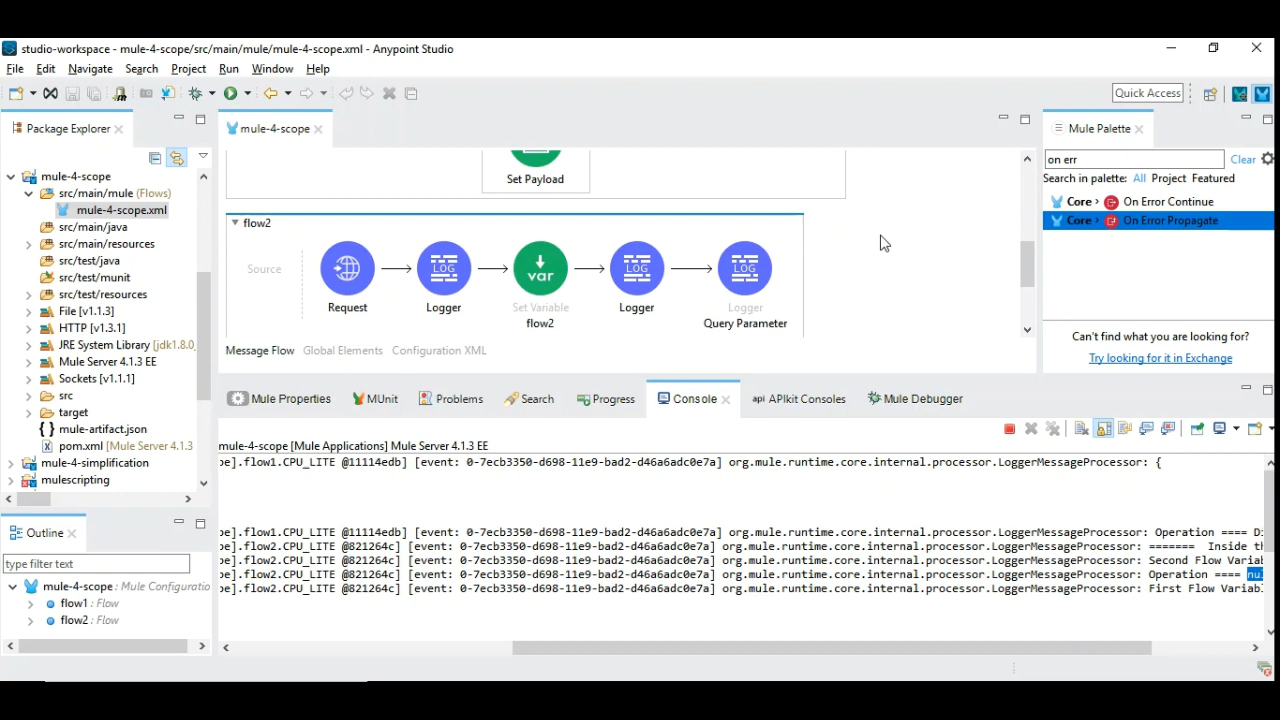 studio-workspace - mule-4-scope/src/main/mule/mule-4-scope.xml - Anypoint Studio
File Edit Navigate Search Project Run Window Help
Quick Access
Package Explorer
mule-4-scope
src/main/mule (Flows)
mule-4-scope.xml
src/main/java
src/main/resources
src/test/java
src/test/munit
src/test/resources
File [v1.1.3]
HTTP [v1.3.1]
JRE System Library [jdk1.8.0_
Mule Server 4.1.3 EE
Sockets [v1.1.1]
src
target
mule-artifact.json
pom.xml [Mule Server 4.1.3
mule-4-simplification
mulescripting
Outline
type filter text
mule-4-scope : Mule Configuratio
flow1 : Flow
flow2 : Flow
mule-4-scope
Set Payload
flow2
Source
Request
Logger
LOG
var
Set Variable
flow2
LOG
Logger
LOG
Logger
Query Parameter
Message Flow Global Elements Configuration XML
Mule Palette
on err
Clear
Search in palette: All Project Featured
Core > On Error Continue
Core > On Error Propagate
Can't find what you are looking for?
Try looking for it in Exchange
Mule Properties MUnit Problems Search Progress Console api APIkit Consoles Mule Debugger
mule-4-scope [Mule Applications] Mule Server 4.1.3 EE
pe].flow1.CPU_LITE @11114edb] [event: 0-7ecb3350-d698-11e9-bad2-d46a6adc0e7a] org.mule.runtime.core.internal.processor.LoggerMessageProcessor: {
pe].flow1.CPU_LITE @11114edb] [event: 0-7ecb3350-d698-11e9-bad2-d46a6adc0e7a] org.mule.runtime.core.internal.processor.LoggerMessageProcessor: Operation ==== Di
pe].flow2.CPU_LITE @821264c] [event: 0-7ecb3350-d698-11e9-bad2-d46a6adc0e7a] org.mule.runtime.core.internal.processor.LoggerMessageProcessor: ======= Inside th
pe].flow2.CPU_LITE @821264c] [event: 0-7ecb3350-d698-11e9-bad2-d46a6adc0e7a] org.mule.runtime.core.internal.processor.LoggerMessageProcessor: Second Flow Variab
pe].flow2.CPU_LITE @821264c] [event: 0-7ecb3350-d698-11e9-bad2-d46a6adc0e7a] org.mule.runtime.core.internal.processor.LoggerMessageProcessor: Operation ==== nu
pe].flow2.CPU_LITE @821264c] [event: 0-7ecb3350-d698-11e9-bad2-d46a6adc0e7a] org.mule.runtime.core.internal.processor.LoggerMessageProcessor: First Flow Variabl